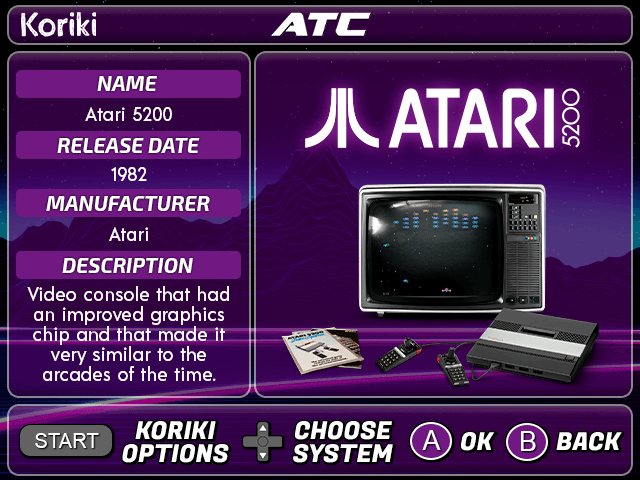 Koriki
ATC
NAME
Atari 5200
RELEASE DATE
1982
MANUFACTURER
Atari
DESCRIPTION
Video console that had
an improved graphics
chip and that made it
very similar to the
arcades of the time.
ATARI 5200
ATARI 5200
START
KORIKI
OPTIONS
CHOOSE
SYSTEM
A OK
B BACK